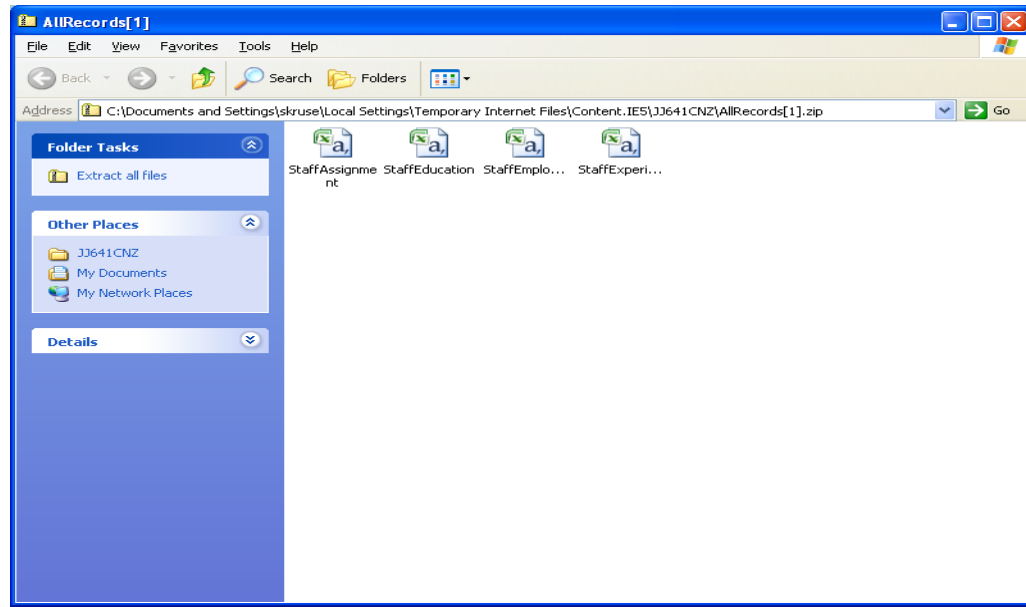 AllRecords[1]
File Edit View Favorites Tools Help
Back Search Folders
Address C:\Documents and Settings\skruse\Local Settings\Temporary Internet Files\Content.IE5\JJ641CNZ\AllRecords[1].zip Go
Folder Tasks
Extract all files
Other Places
JJ641CNZ
My Documents
My Network Places
Details
a, a, a, a,
StaffAssignme StaffEducation StaffEmplo... StaffExperi...
nt